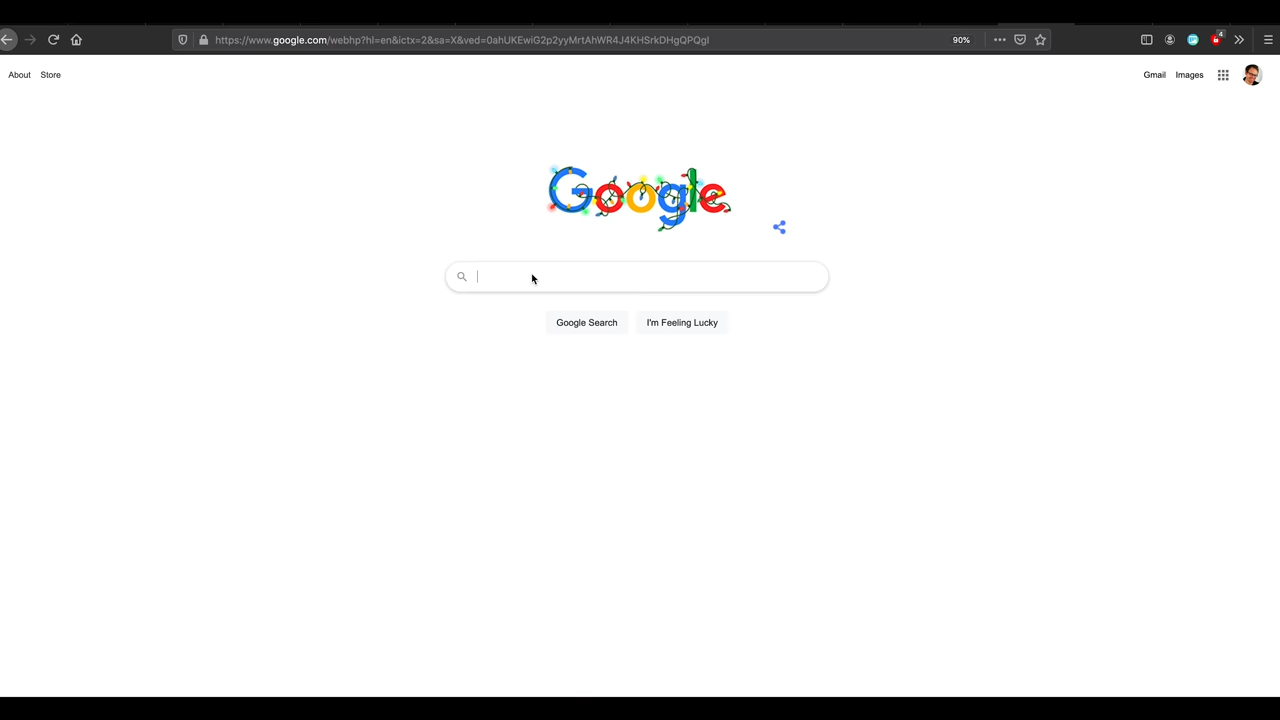 https://www.google.com/webhp?hl=en&ictx=2&sa=X&ved=0ahUKEwiG2p2yyMrtAhWR4J4KHSrkDHgQPQgI
90%
4
About Store
Gmail Images
Google
Google Search I'm Feeling Lucky